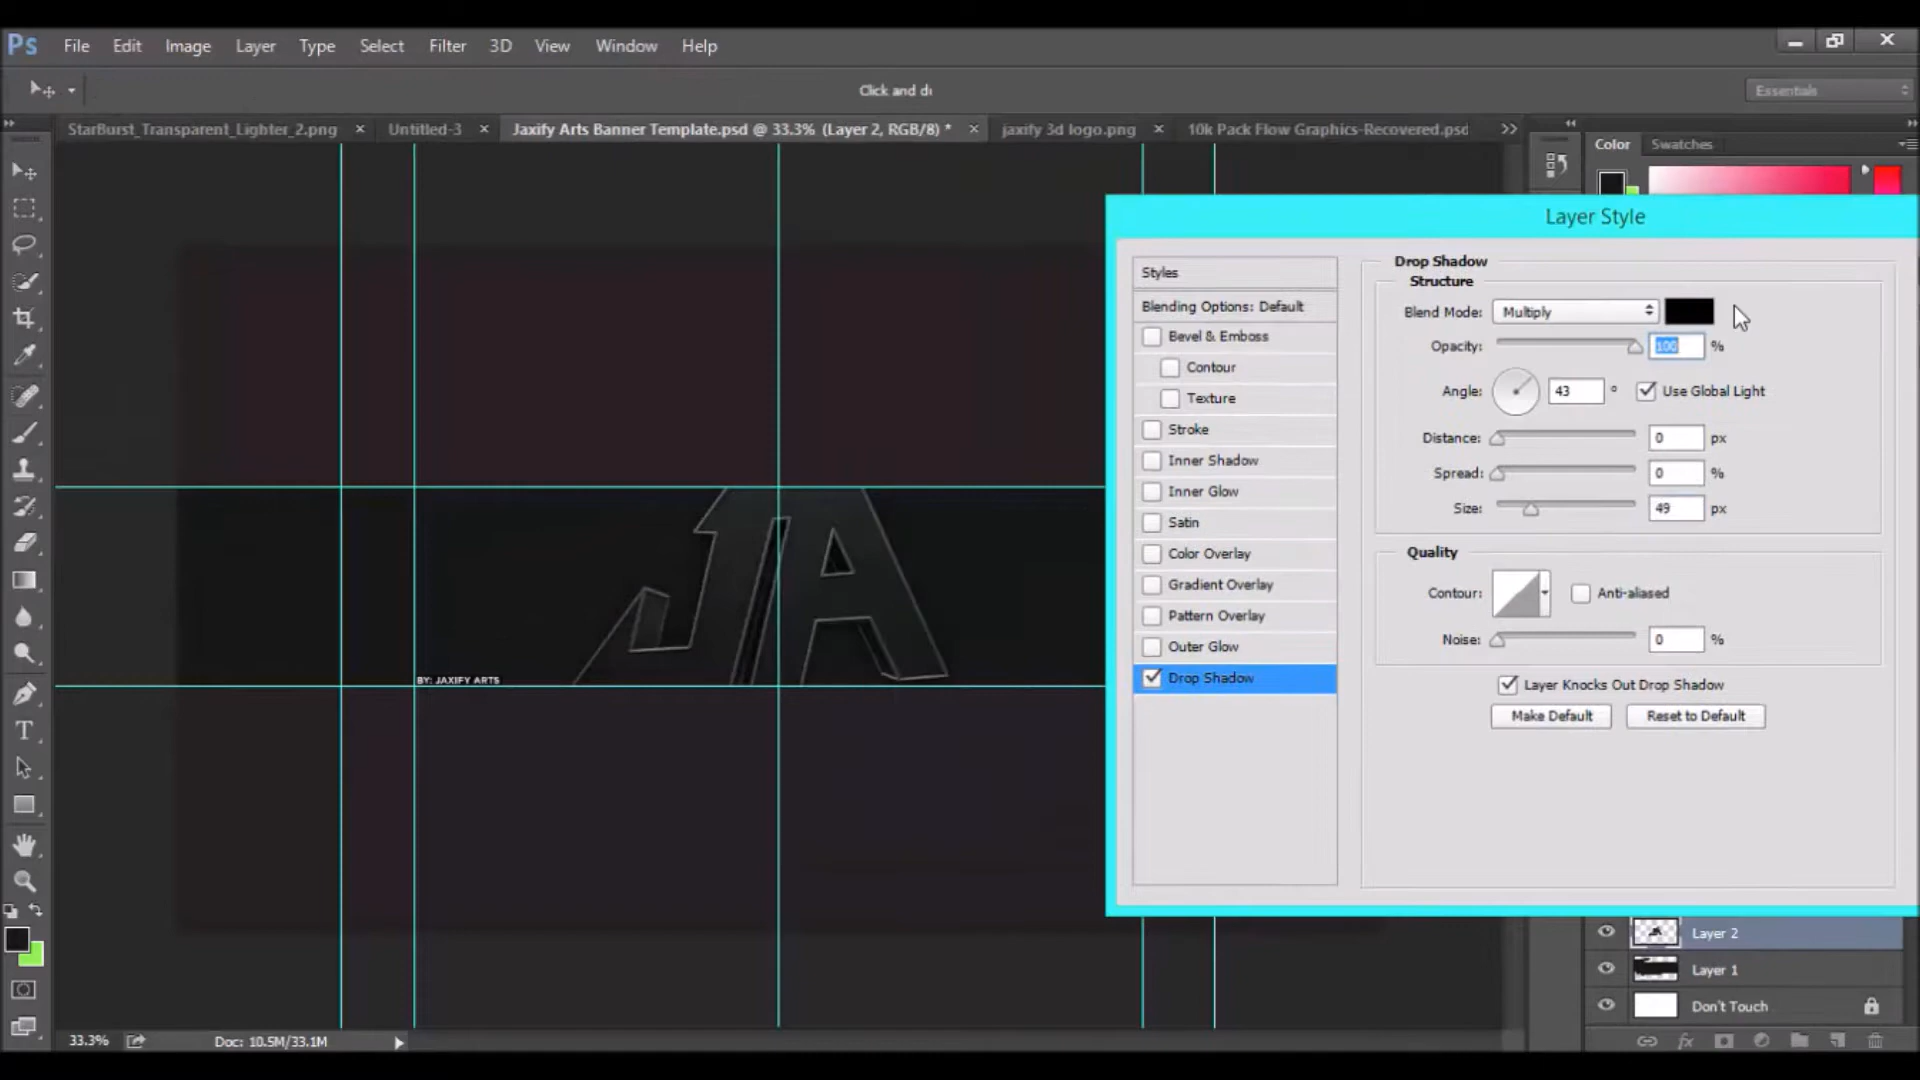 Ps File Edit Image Layer Type Select Filter 3D View Window Help
Click and dr
Essentials
StarBurst_Transparent_Lighter_2.png × Untitled-3 × Jaxify Arts Banner Template.psd @ 33.3% (Layer 2, RGB/8) * × jaxify 3d logo.png × 10k Pack Flow Graphics-Recovered.psd
Color Swatches
Layer Style
Styles
Blending Options: Default
Bevel & Emboss
Contour
Texture
Stroke
Inner Shadow
Inner Glow
Satin
Color Overlay
Gradient Overlay
Pattern Overlay
Outer Glow
Drop Shadow
Drop Shadow
Structure
Blend Mode: Multiply
Opacity: 100 %
Angle: 43 ° Use Global Light
Distance: 0 px
Spread: 0 %
Size: 49 px
Quality
Contour: Anti-aliased
Noise: 0 %
Layer Knocks Out Drop Shadow
Make Default Reset to Default
JA
BY: JAXIFY ARTS
Layer 2
Layer 1
Don't Touch
33.3% Doc: 10.5M/33.1M